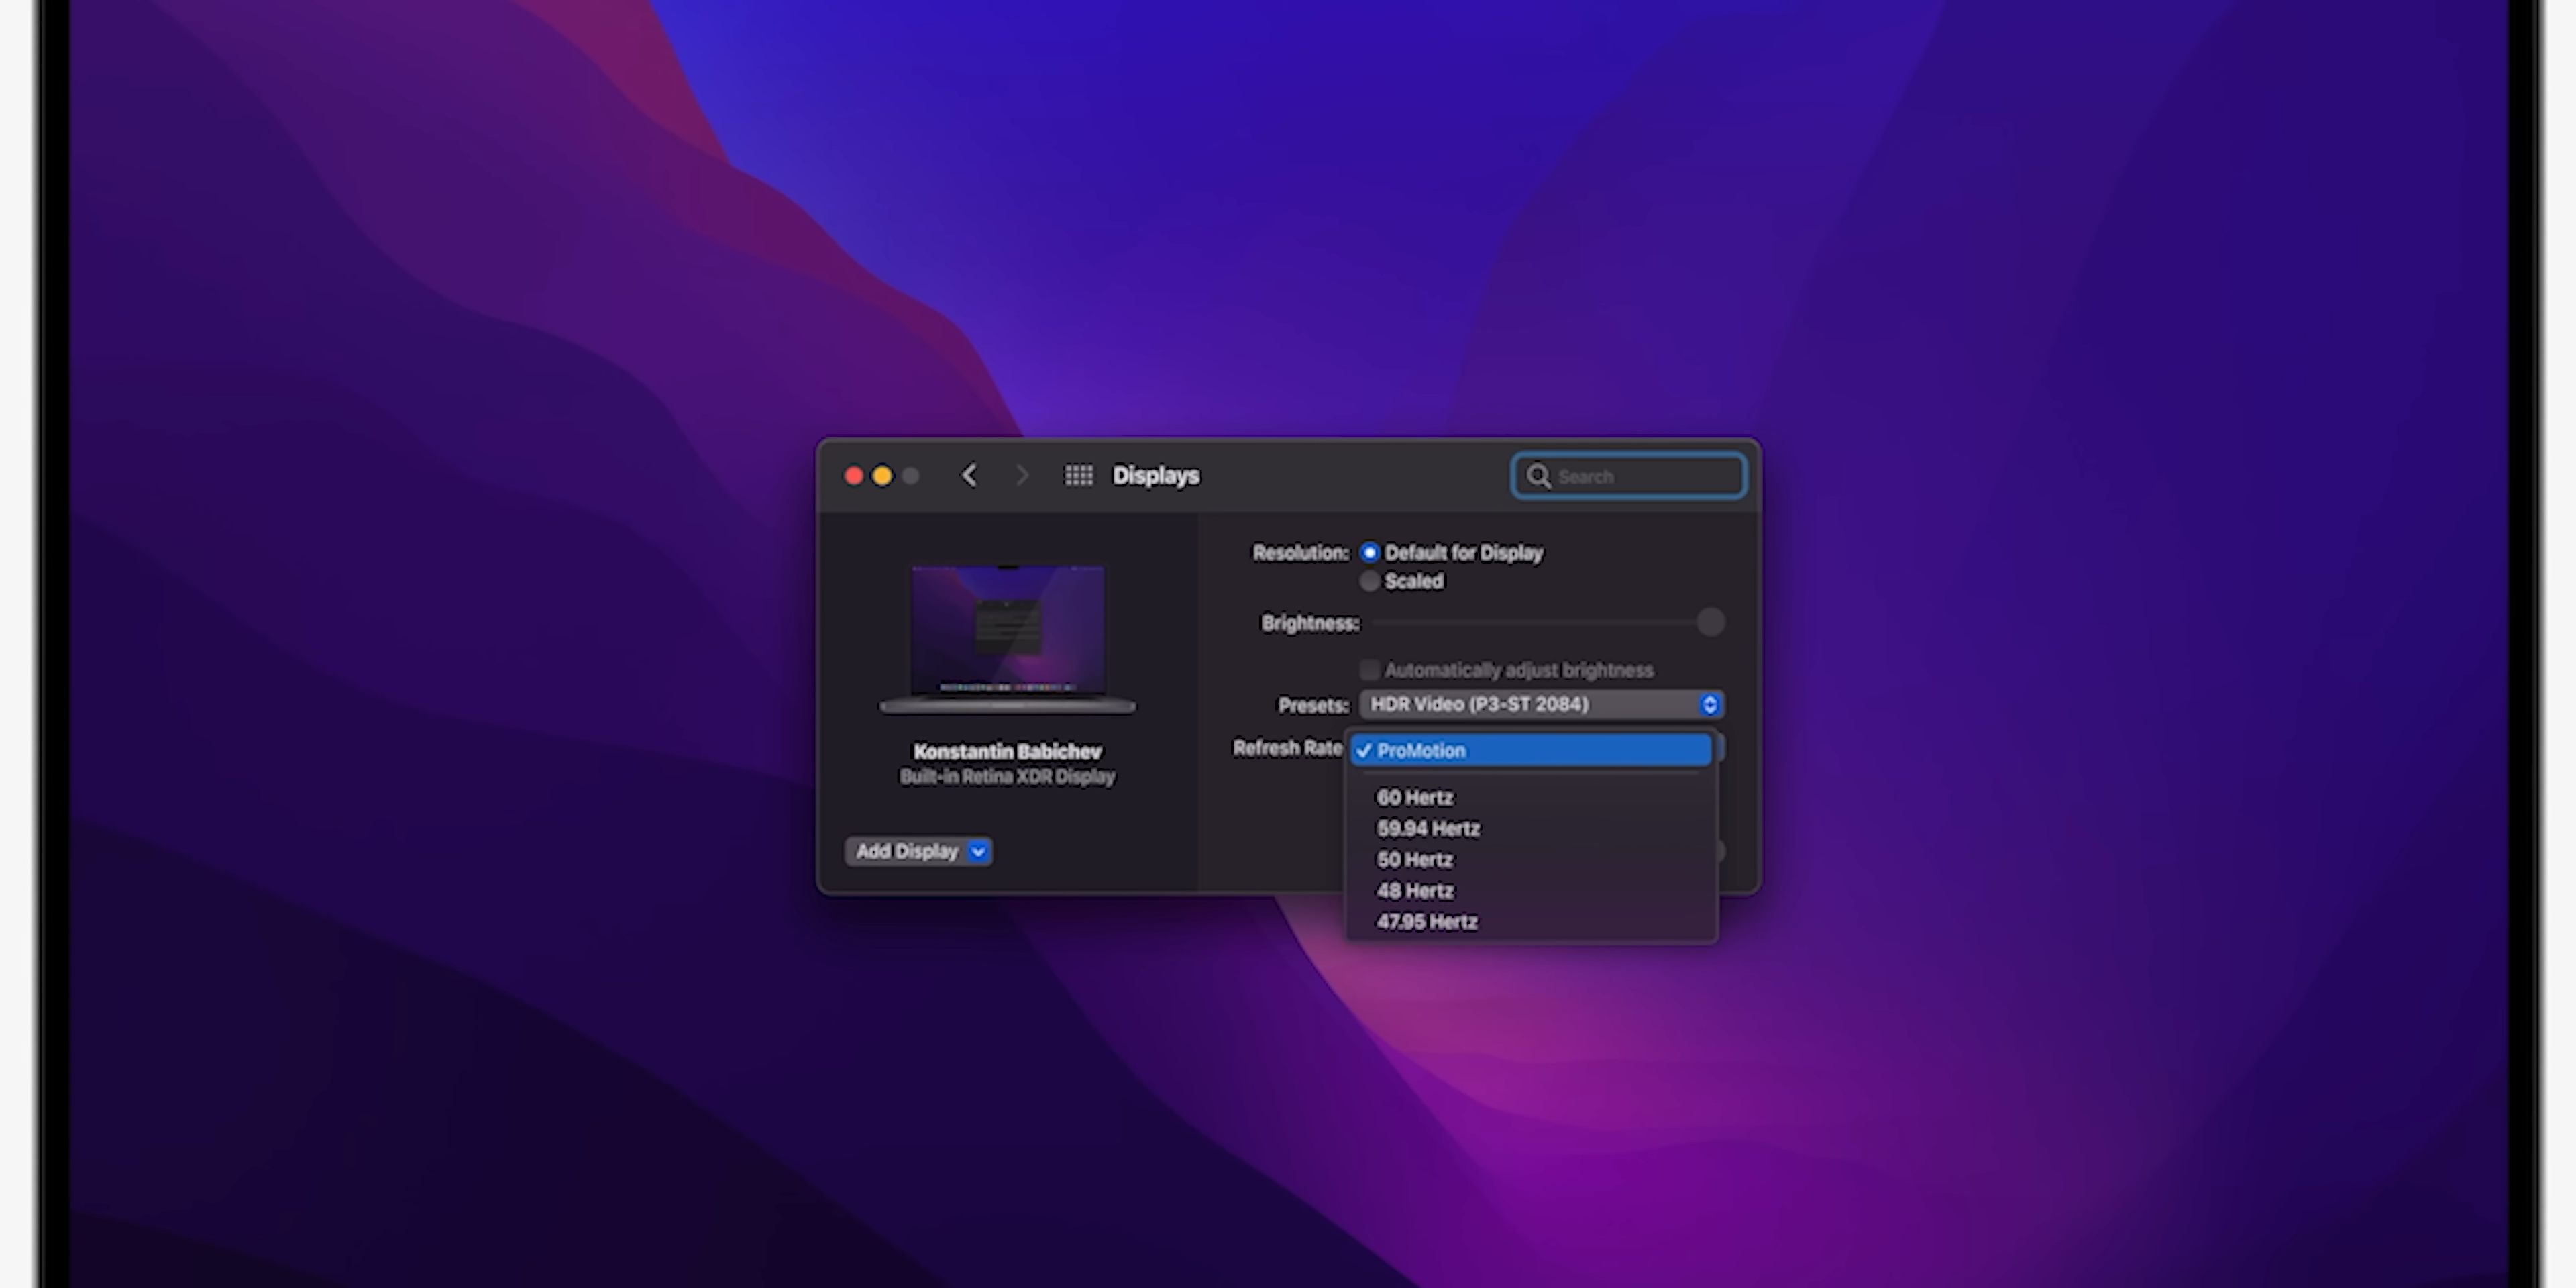 Displays
Search
Resolution: Default for Display
Scaled
Brightness:
Automatically adjust brightness
Presets: HDR Video (P3-ST 2084)
Refresh Rate ProMotion
60 Hertz
59.94 Hertz
50 Hertz
48 Hertz
47.95 Hertz
Konstantin Babichev
Built-in Retina XDR Display
Add Display